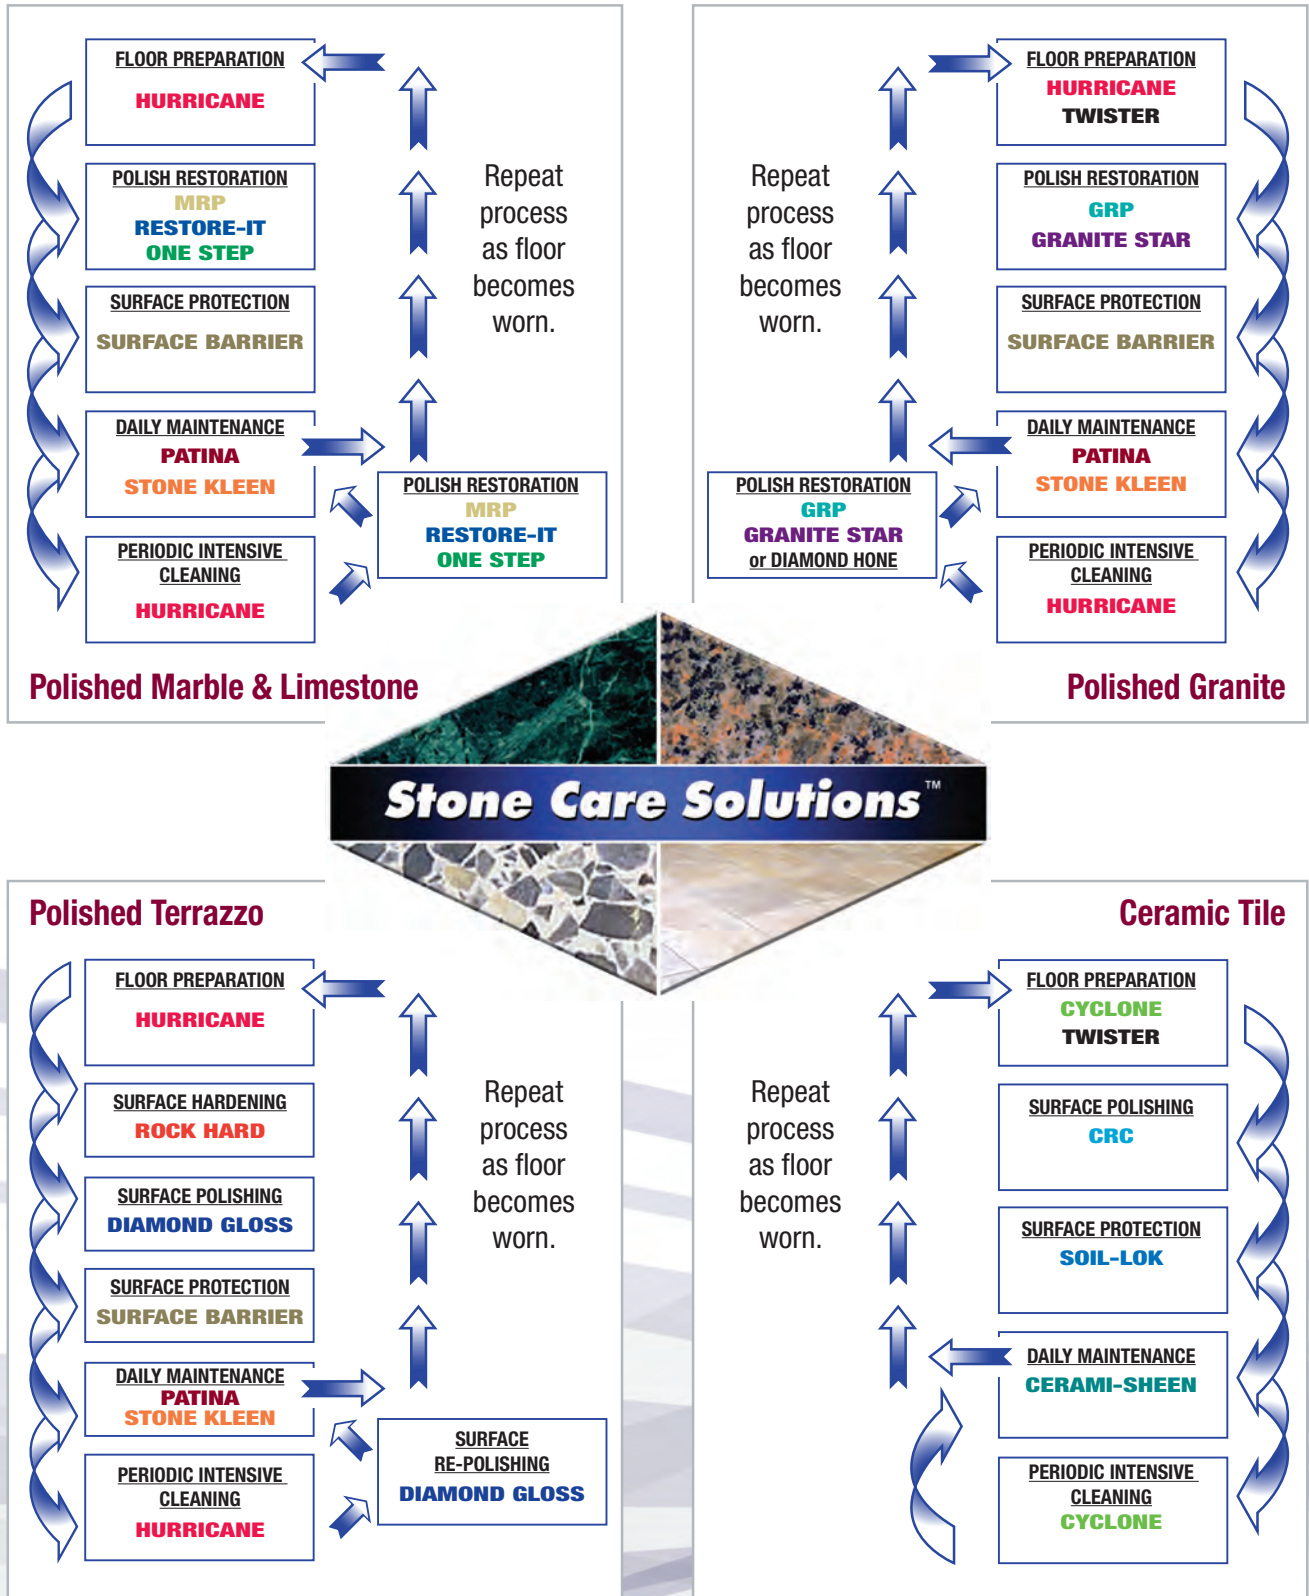 FLOOR PREPARATION
HURRICANE
POLISH RESTORATION
MRP
RESTORE-IT
ONE STEP
SURFACE PROTECTION
SURFACE BARRIER
DAILY MAINTENANCE
PATINA
STONE KLEEN
PERIODIC INTENSIVE
CLEANING
HURRICANE
Repeat
process
as floor
becomes
worn.
POLISH RESTORATION
MRP
RESTORE-IT
ONE STEP
Polished Marble & Limestone
FLOOR PREPARATION
HURRICANE
TWISTER
POLISH RESTORATION
GRP
GRANITE STAR
SURFACE PROTECTION
SURFACE BARRIER
DAILY MAINTENANCE
PATINA
STONE KLEEN
PERIODIC INTENSIVE
CLEANING
HURRICANE
Repeat
process
as floor
becomes
worn.
POLISH RESTORATION
GRP
GRANITE STAR
or DIAMOND HONE
Polished Granite
Stone Care Solutions™
Polished Terrazzo
FLOOR PREPARATION
HURRICANE
SURFACE HARDENING
ROCK HARD
SURFACE POLISHING
DIAMOND GLOSS
SURFACE PROTECTION
SURFACE BARRIER
DAILY MAINTENANCE
PATINA
STONE KLEEN
PERIODIC INTENSIVE
CLEANING
HURRICANE
Repeat
process
as floor
becomes
worn.
SURFACE
RE-POLISHING
DIAMOND GLOSS
Ceramic Tile
FLOOR PREPARATION
CYCLONE
TWISTER
SURFACE POLISHING
CRC
SURFACE PROTECTION
SOIL-LOK
DAILY MAINTENANCE
CERAMI-SHEEN
PERIODIC INTENSIVE
CLEANING
CYCLONE
Repeat
process
as floor
becomes
worn.